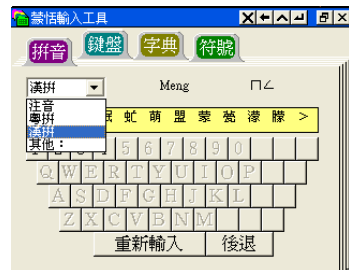 蒙恬輸入工具
拼音 鍵盤 字典 符號
漢拼 Meng ㄇㄥ
注音
粵拼
漢拼
其他：
虻 萌 盟 蒙 甍 濛 朦 >
5 6 7 8 9 0
Q W E R T Y U I O P
A S D F G H J K L
Z X C V B N M
重新輸入 後退